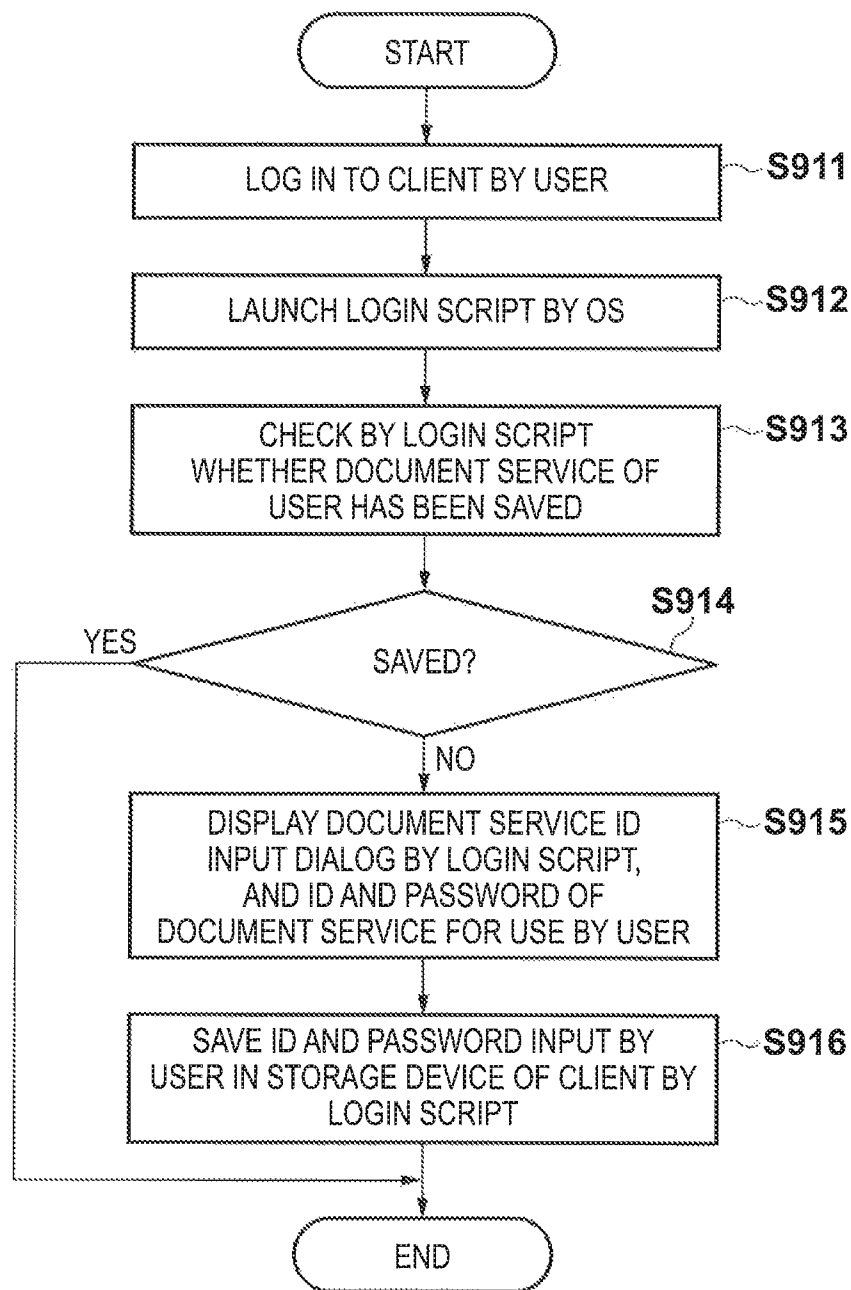 START
LOG IN TO CLIENT BY USER
S911
LAUNCH LOGIN SCRIPT BY OS
S912
CHECK BY LOGIN SCRIPT
WHETHER DOCUMENT SERVICE OF
USER HAS BEEN SAVED
S913
S914
YES
SAVED?
NO
DISPLAY DOCUMENT SERVICE ID
INPUT DIALOG BY LOGIN SCRIPT,
AND ID AND PASSWORD OF
DOCUMENT SERVICE FOR USE BY USER
S915
SAVE ID AND PASSWORD INPUT BY
USER IN STORAGE DEVICE OF CLIENT BY
LOGIN SCRIPT
S916
END